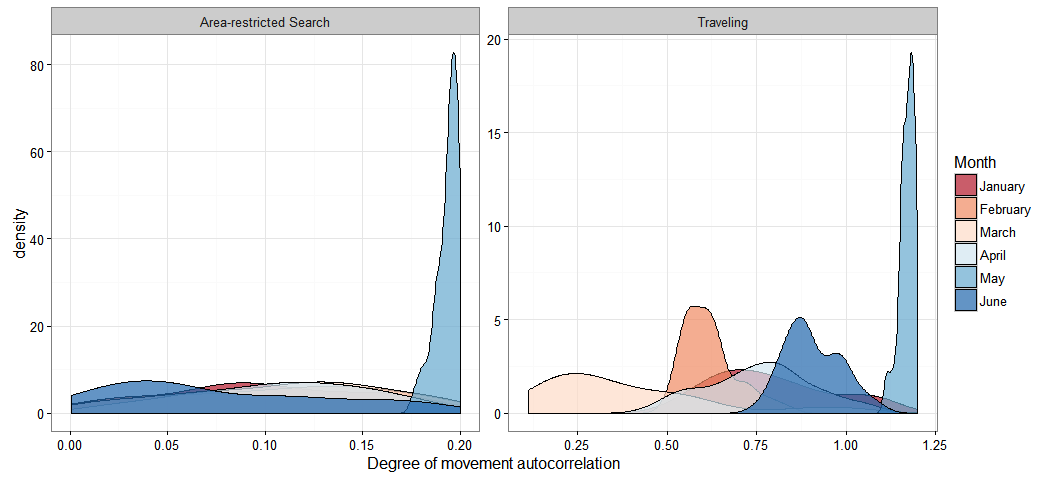 Area-restricted Search
Traveling
density
80
60
40
20
0
20
15
10
5
0
0.00
0.05
0.10
0.15
0.20
0.25
0.50
0.75
1.00
1.25
Degree of movement autocorrelation
Month
January
February
March
April
May
June